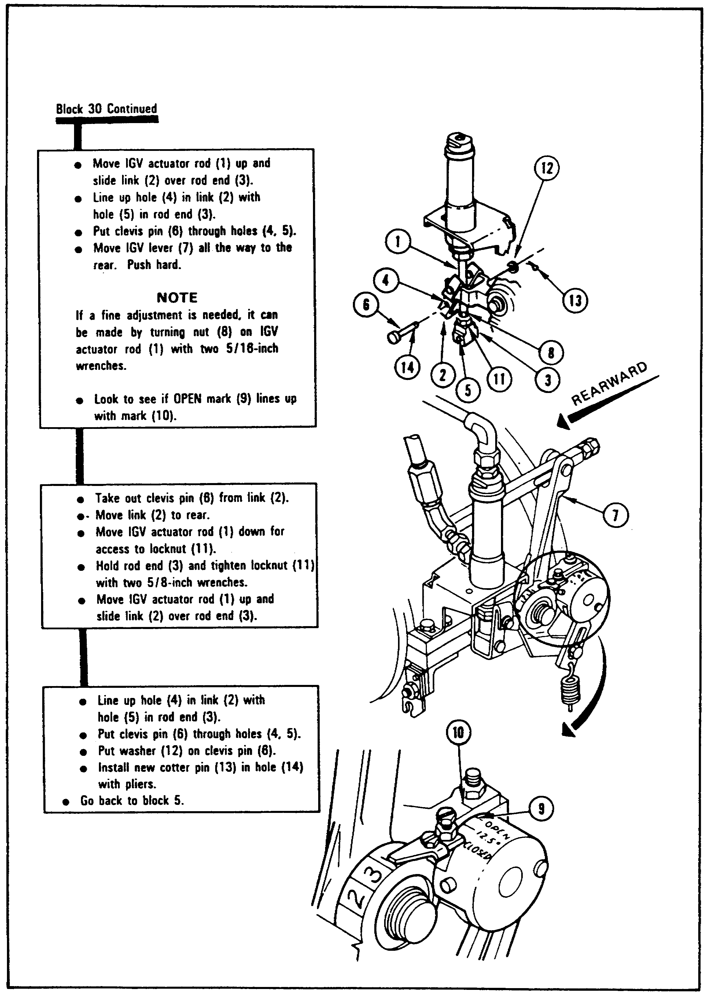 Block 30 Continued
● Move IGV actuator rod (1) up and
slide link (2) over rod end (3).
● Line up hole (4) in link (2) with
hole (5) in rod end (3).
● Put clevis pin (6) through holes (4, 5).
● Move IGV lever (7) all the way to the
rear. Push hard.
NOTE
If a fine adjustment is needed, it can
be made by turning nut (8) on IGV
actuator rod (1) with two 5/16-inch
wrenches.
● Look to see if OPEN mark (9) lines up
with mark (10).
● Take out clevis pin (6) from link (2).
● Move link (2) to rear.
● Move IGV actuator rod (1) down for
access to locknut (11).
● Hold rod end (3) and tighten locknut (11)
with two 5/8-inch wrenches.
● Move IGV actuator rod (1) up and
slide link (2) over rod end (3).
● Line up hole (4) in link (2) with
hole (5) in rod end (3).
● Put clevis pin (6) through holes (4, 5).
● Put washer (12) on clevis pin (6).
● Install new cotter pin (13) in hole (14)
with pliers.
● Go back to block 5.
12
1
4
6
13
14
2
5
11
8
3
REARWARD
7
10
9
OPEN
12.5°
CLOSED
3
2